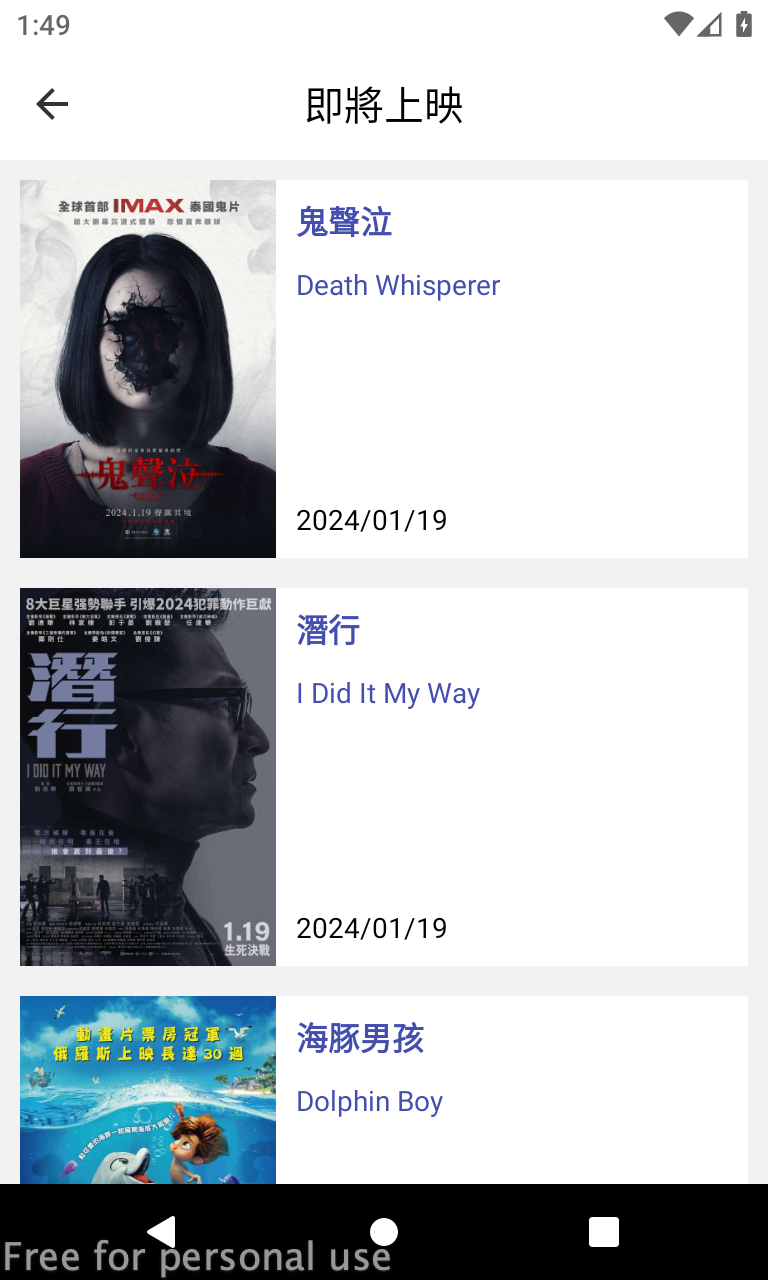 1:49
即將上映
全球首部 IMAX 泰國鬼片
鬼聲泣
2024.1.19
鬼聲泣
Death Whisperer
2024/01/19
8大巨星强勢聯手 引爆2024犯罪動作巨獻
潛行
I DID IT MY WAY
1.19
生死決戰
潛行
I Did It My Way
2024/01/19
動畫片票房冠軍
俄羅斯上映長達30週
海豚男孩
Dolphin Boy
Free for personal use